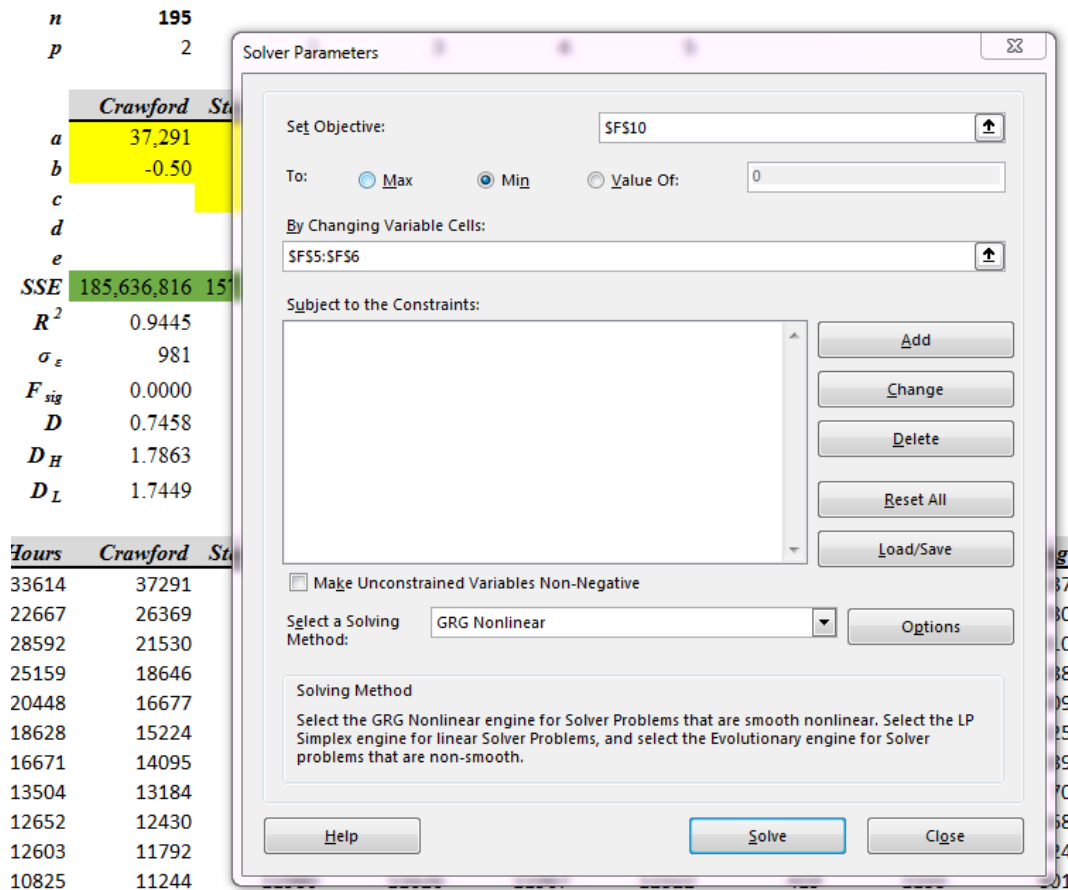 n 195
p 2
Solver Parameters
Crawford
a 37,291
b -0.50
c
d
e
SSE 185,636,816 157
R 2 0.9445
σ ε 981
F sig 0.0000
D 0.7458
D H 1.7863
D L 1.7449
Hours Crawford
33614 37291
22667 26369
28592 21530
25159 18646
20448 16677
18628 15224
16671 14095
13504 13184
12652 12430
12603 11792
10825 11244
Set Objective: $F$10
To: Max Min Value Of: 0
By Changing Variable Cells:
$F$5:$F$6
Subject to the Constraints:
Add
Change
Delete
Reset All
Load/Save
Make Unconstrained Variables Non-Negative
Select a Solving Method: GRG Nonlinear Options
Solving Method
Select the GRG Nonlinear engine for Solver Problems that are smooth nonlinear. Select the LP
Simplex engine for linear Solver Problems, and select the Evolutionary engine for Solver
problems that are non-smooth.
Help Solve Close